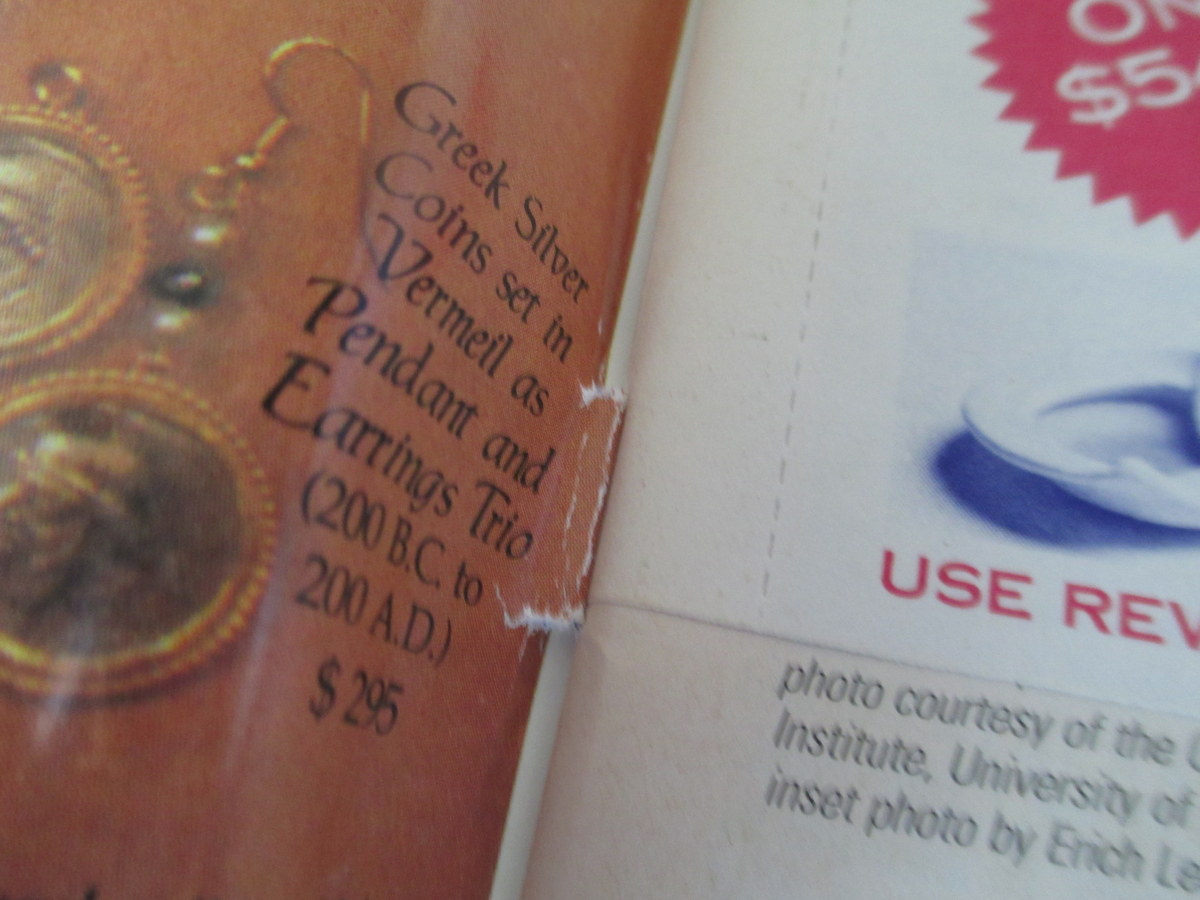 Greek Silver
Coins set in
Vermeil as
Pendant and
Earrings Trio
(200 B.C. to
200 A.D.)
$295
$5
USE REV
photo courtesy of the
Institute, University of
inset photo by Erich Le